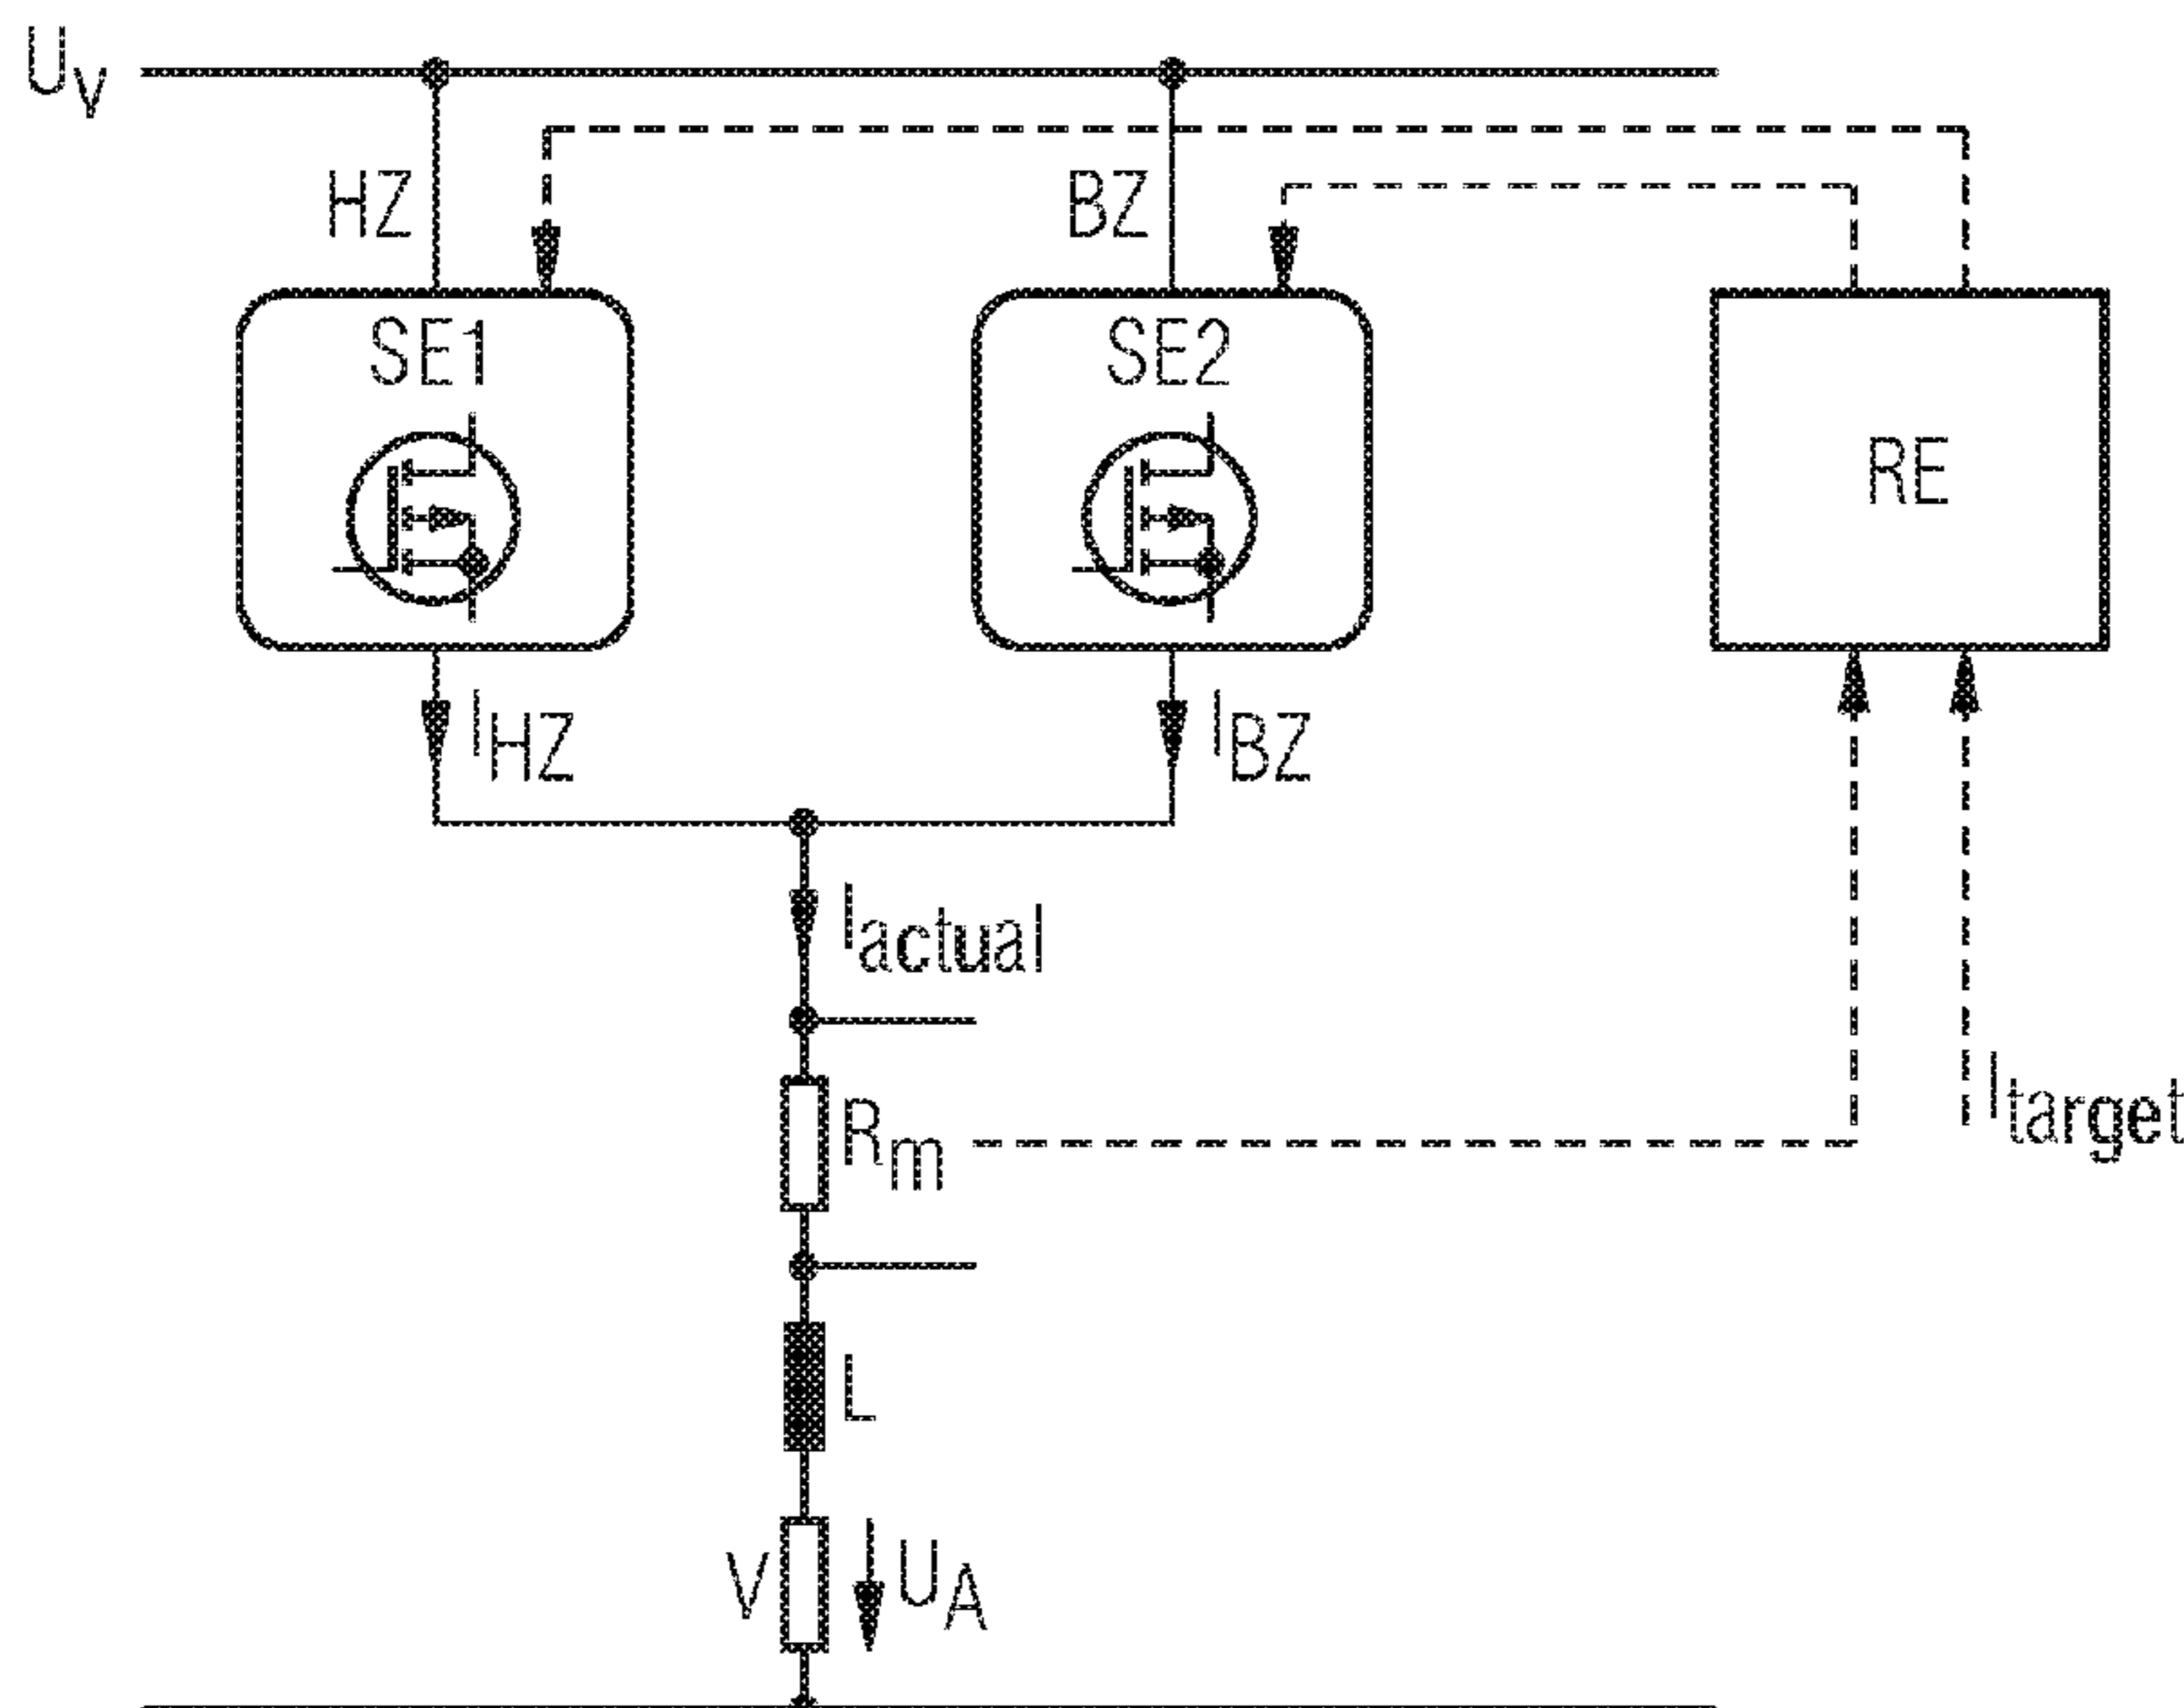 Uv
HZ
BZ
SE1
SE2
RE
IHZ
IBZ
Iactual
Rm
Itarget
L
V
UA